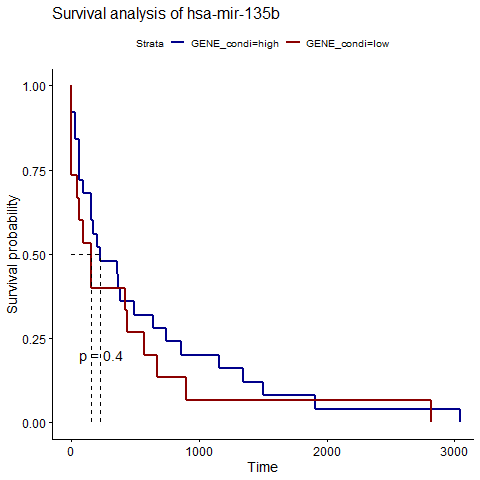 Survival analysis of hsa-mir-135b
Strata GENE_condi=high GENE_condi=low
1.00
0.75
0.50
0.25
0.00
Survival probability
p = 0.4
0 1000 2000 3000
Time